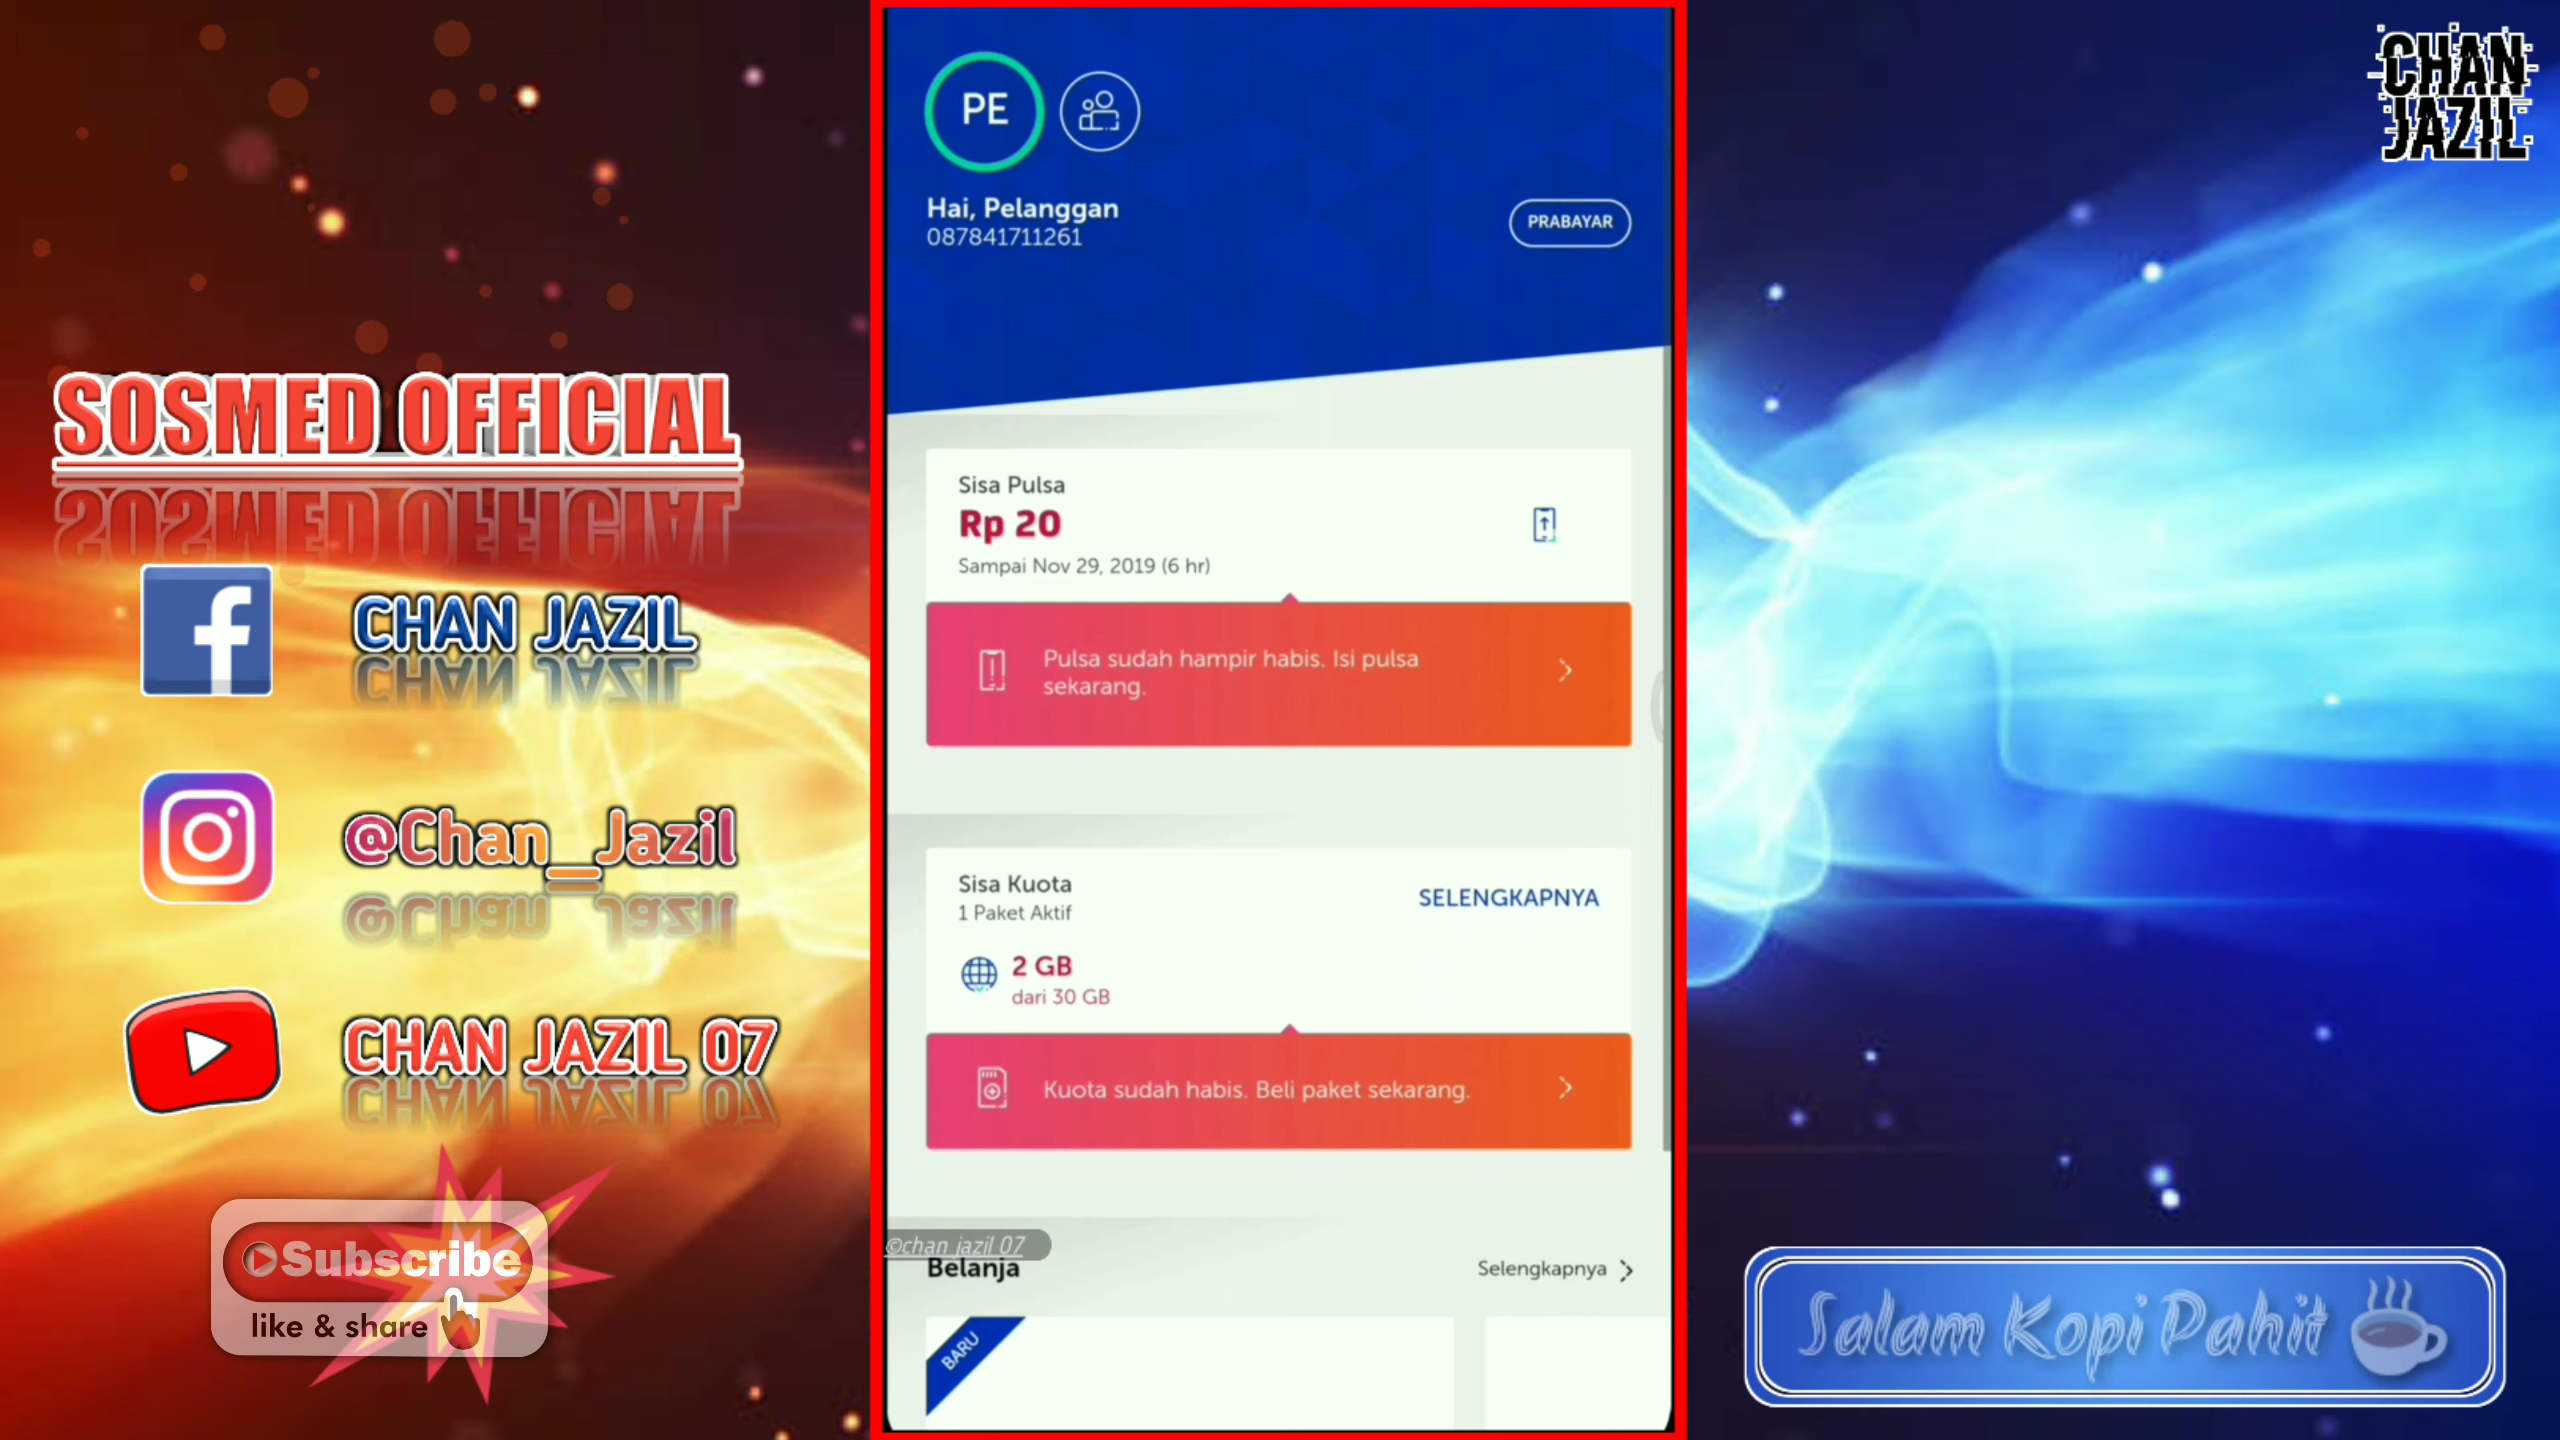 CHAN
JAZIL
SOSMED OFFICIAL
CHAN JAZIL
@Chan__Jazil
CHAN JAZIL 07
Subscribe
like & share
PE
Hai, Pelanggan
087841711261
PRABAYAR
Sisa Pulsa
Rp 20
Sampai Nov 29, 2019 (6 hr)
Pulsa sudah hampir habis. Isi pulsa
sekarang.
Sisa Kuota
1 Paket Aktif
SELENGKAPNYA
2 GB
dari 30 GB
Kuota sudah habis. Beli paket sekarang.
©chan jazil 07
Belanja
Selengkapnya
BARU
Salam Kopi Pahit